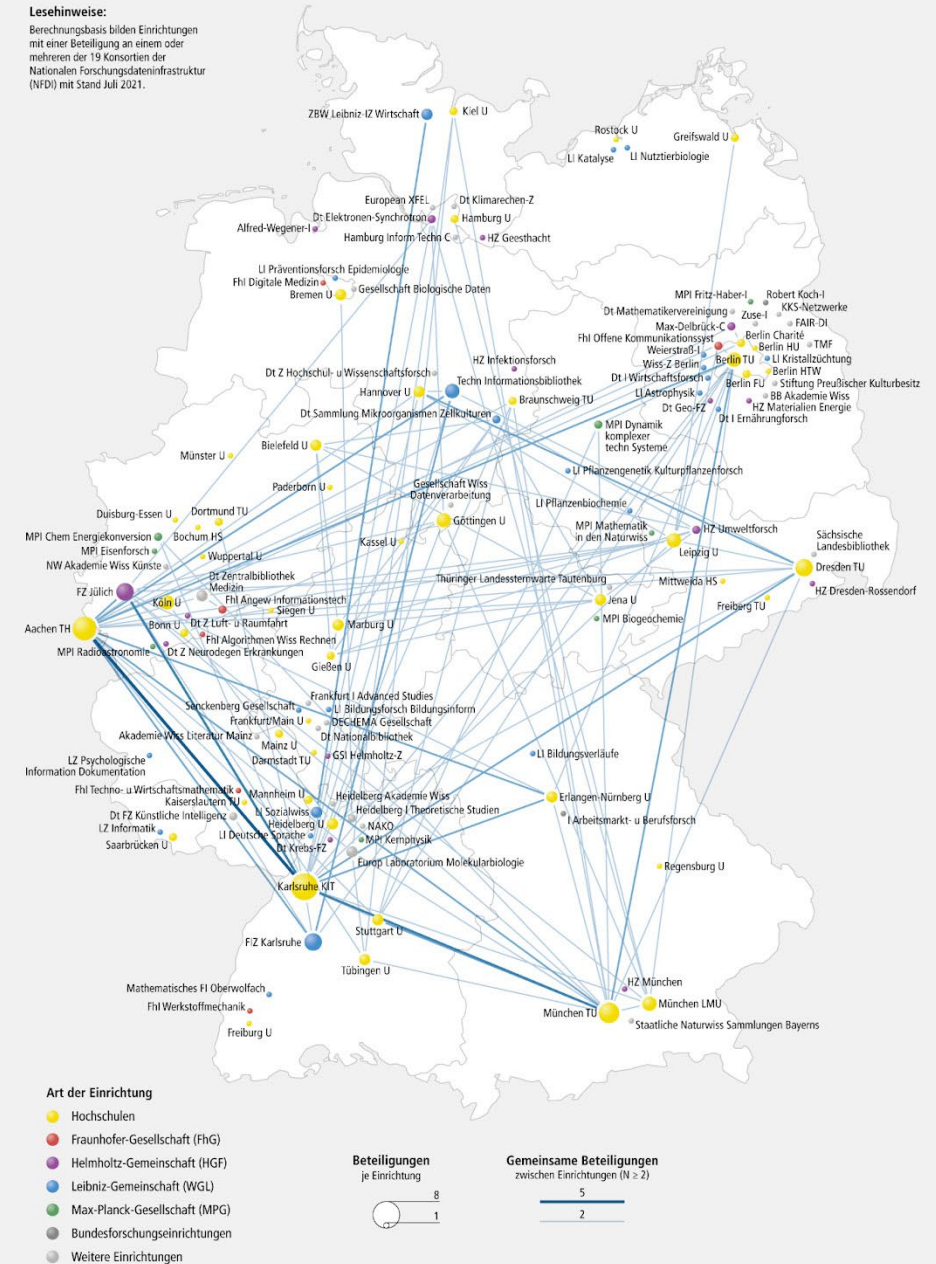 Lesehinweise:
Berechnungsbasis bilden Einrichtungen
mit einer Beteiligung an einem oder
mehreren der 19 Konsortien der
Nationalen Forschungsdateninfrastruktur
(NFDI) mit Stand Juli 2021.
ZBW Leibniz-IZ Wirtschaft
Kiel U
Rostock U
Greifswald U
LI Katalyse
LI Nutztierbiologie
European XFEL
Dt Klimarechen-Z
Dt Elektronen-Synchrotron
Hamburg U
Alfred-Wegener-I
Hamburg Inform Techn C
HZ Geesthacht
LI Präventionsforsch Epidemiologie
FhI Digitale Medizin
Bremen U
Gesellschaft Biologische Daten
MPI Fritz-Haber-I
Robert Koch-I
Dt Mathematikervereinigung
KKS-Netzwerke
Zuse-I
FAIR-DI
Max-Delbrück-C
FhI Offene Kommunikationssyst
Berlin Charité
TMF
Weierstraß-I
Berlin HU
Berlin TU
LI Kristallzüchtung
Wiss-Z Berlin
Berlin HTW
Dt I Wirtschaftsforsch
Berlin FU
Stiftung Preußischer Kulturbesitz
LI Astrophysik
BB Akademie Wiss
Dt Geo-FZ
HZ Materialien Energie
Dt I Ernährungforsch
HZ Infektionsforsch
Dt Z Hochschul- u Wissenschaftsforsch
Techn Informationsbibliothek
Hannover U
Braunschweig TU
Dt Sammlung Mikroorganismen Zellkulturen
MPI Dynamik
komplexer
techn Systeme
Bielefeld U
Münster U
LI Pflanzengenetik Kulturpflanzenforsch
Paderborn U
Gesellschaft Wiss
Datenverarbeitung
LI Pflanzenbiochemie
Göttingen U
Duisburg-Essen U
Dortmund TU
MPI Chem Energiekonversion
Bochum HS
MPI Eisenforsch
Kassel U
MPI Mathematik
in den Naturwiss
HZ Umweltforsch
Leipzig U
Sächsische
Landesbibliothek
Dresden TU
Wuppertal U
NW Akademie Wiss Künste
Dt Zentralbibliothek
Medizin
Thüringer Landessternwarte Tautenburg
Mittweida HS
HZ Dresden-Rossendorf
FZ Jülich
Köln U
FhI Angew Informationstech
Siegen U
Jena U
Freiberg TU
Aachen TH
Bonn U
Dt Z Luft- u Raumfahrt
Marburg U
MPI Biogeochemie
FhI Algorithmen Wiss Rechnen
MPI Radioastronomie
Dt Z Neurodegen Erkrankungen
Gießen U
Frankfurt I Advanced Studies
Senckenberg Gesellschaft
LI Bildungsforsch Bildungsinform
Frankfurt/Main U
DECHEMA Gesellschaft
Akademie Wiss Literatur Mainz
Dt Nationalbibliothek
Mainz U
Darmstadt TU
GSI Helmholtz-Z
LI Bildungsverläufe
LZ Psychologische
Information Dokumentation
FhI Techno- u Wirtschaftsmathematik
Mannheim U
Heidelberg Akademie Wiss
Erlangen-Nürnberg U
Kaiserslautern TU
LI Sozialwiss
Heidelberg I Theoretische Studien
Dt FZ Künstliche Intelligenz
Heidelberg U
NAKO
I Arbeitsmarkt- u Berufsforsch
LZ Informatik
LI Deutsche Sprache
MPI Kernphysik
Saarbrücken U
Dt Krebs-FZ
Europ Laboratorium Molekularbiologie
Regensburg U
Karlsruhe KIT
Stuttgart U
FIZ Karlsruhe
Tübingen U
HZ München
Mathematisches FI Oberwolfach
München LMU
FhI Werkstoffmechanik
München TU
Staatliche Naturwiss Sammlungen Bayerns
Freiburg U
Art der Einrichtung
Hochschulen
Fraunhofer-Gesellschaft (FhG)
Helmholtz-Gemeinschaft (HGF)
Leibniz-Gemeinschaft (WGL)
Max-Planck-Gesellschaft (MPG)
Bundesforschungseinrichtungen
Weitere Einrichtungen
Beteiligungen
je Einrichtung
8
1
Gemeinsame Beteiligungen
zwischen Einrichtungen (N ≥ 2)
5
2